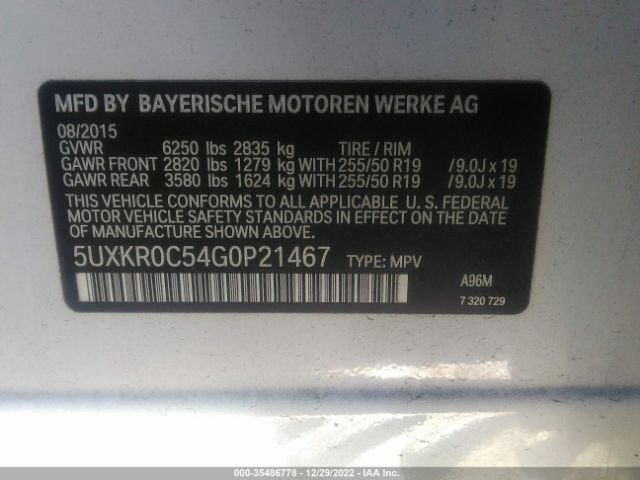 MFD BY BAYERISCHE MOTOREN WERKE AG
08/2015
GVWR 6250 lbs 2835 kg TIRE / RIM
GAWR FRONT 2820 lbs 1279 kg WITH 255/50 R19 /9.0J x 19
GAWR REAR 3580 lbs 1624 kg WITH 255/50 R19 /9.0J x 19
THIS VEHICLE CONFORMS TO ALL APPLICABLE U. S. FEDERAL
MOTOR VEHICLE SAFETY STANDARDS IN EFFECT ON THE DATE
OF MANUFACTURE SHOWN ABOVE.
5UXKR0C54G0P21467 TYPE: MPV
A96M
7 320 729
000-35486778 - 12/29/2022 - IAA Inc.